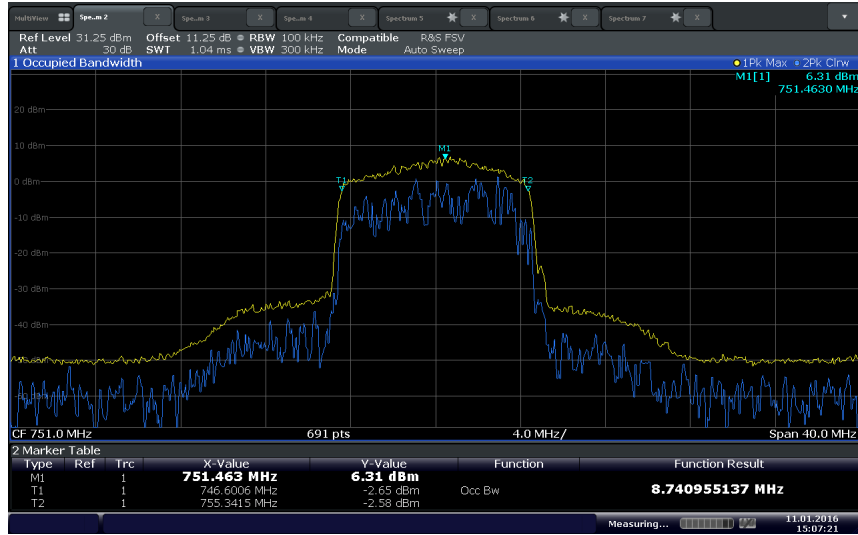 MultiView Spe..m 2 X Spe..m 3 X Spe..m 4 X Spectrum 5 X Spectrum 6 X Spectrum 7 X
Ref Level 31.25 dBm Offset 11.25 dB RBW 100 kHz Compatible R&S FSV
Att 30 dB SWT 1.04 ms VBW 300 kHz Mode Auto Sweep
1 Occupied Bandwidth 1Pk Max 2Pk Clrw
M1[1] 6.31 dBm
751.4630 MHz
20 dBm
10 dBm
M1
0 dBm
T1 T2
-10 dBm
-20 dBm
-30 dBm
-40 dBm
CF 751.0 MHz 691 pts 4.0 MHz/ Span 40.0 MHz
2 Marker Table
Type Ref Trc X-Value Y-Value Function Function Result
M1 1 751.463 MHz 6.31 dBm
T1 1 746.6006 MHz -2.65 dBm Occ Bw 8.740955137 MHz
T2 1 755.3415 MHz -2.58 dBm
Measuring... 11.01.2016
15:07:21